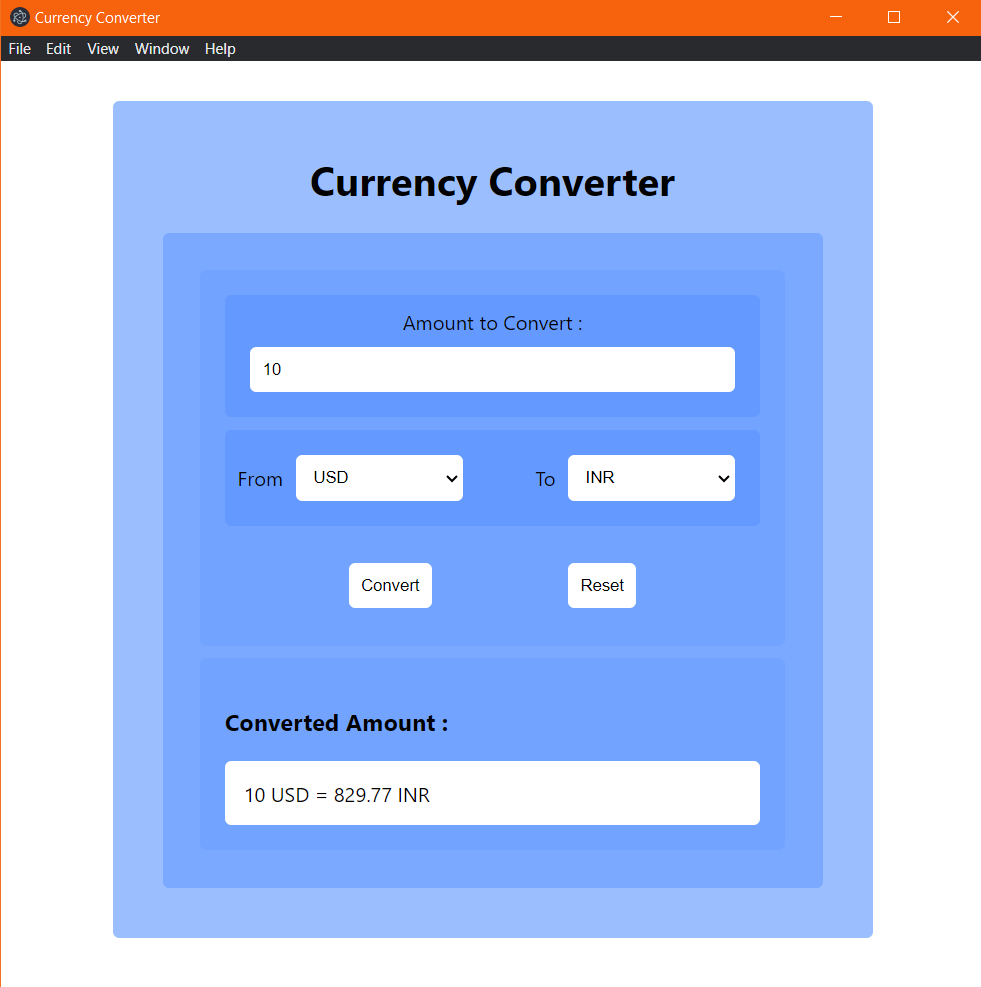 Currency Converter
File Edit View Window Help
Currency Converter
Amount to Convert :
10
From USD To INR
Convert Reset
Converted Amount :
10 USD = 829.77 INR